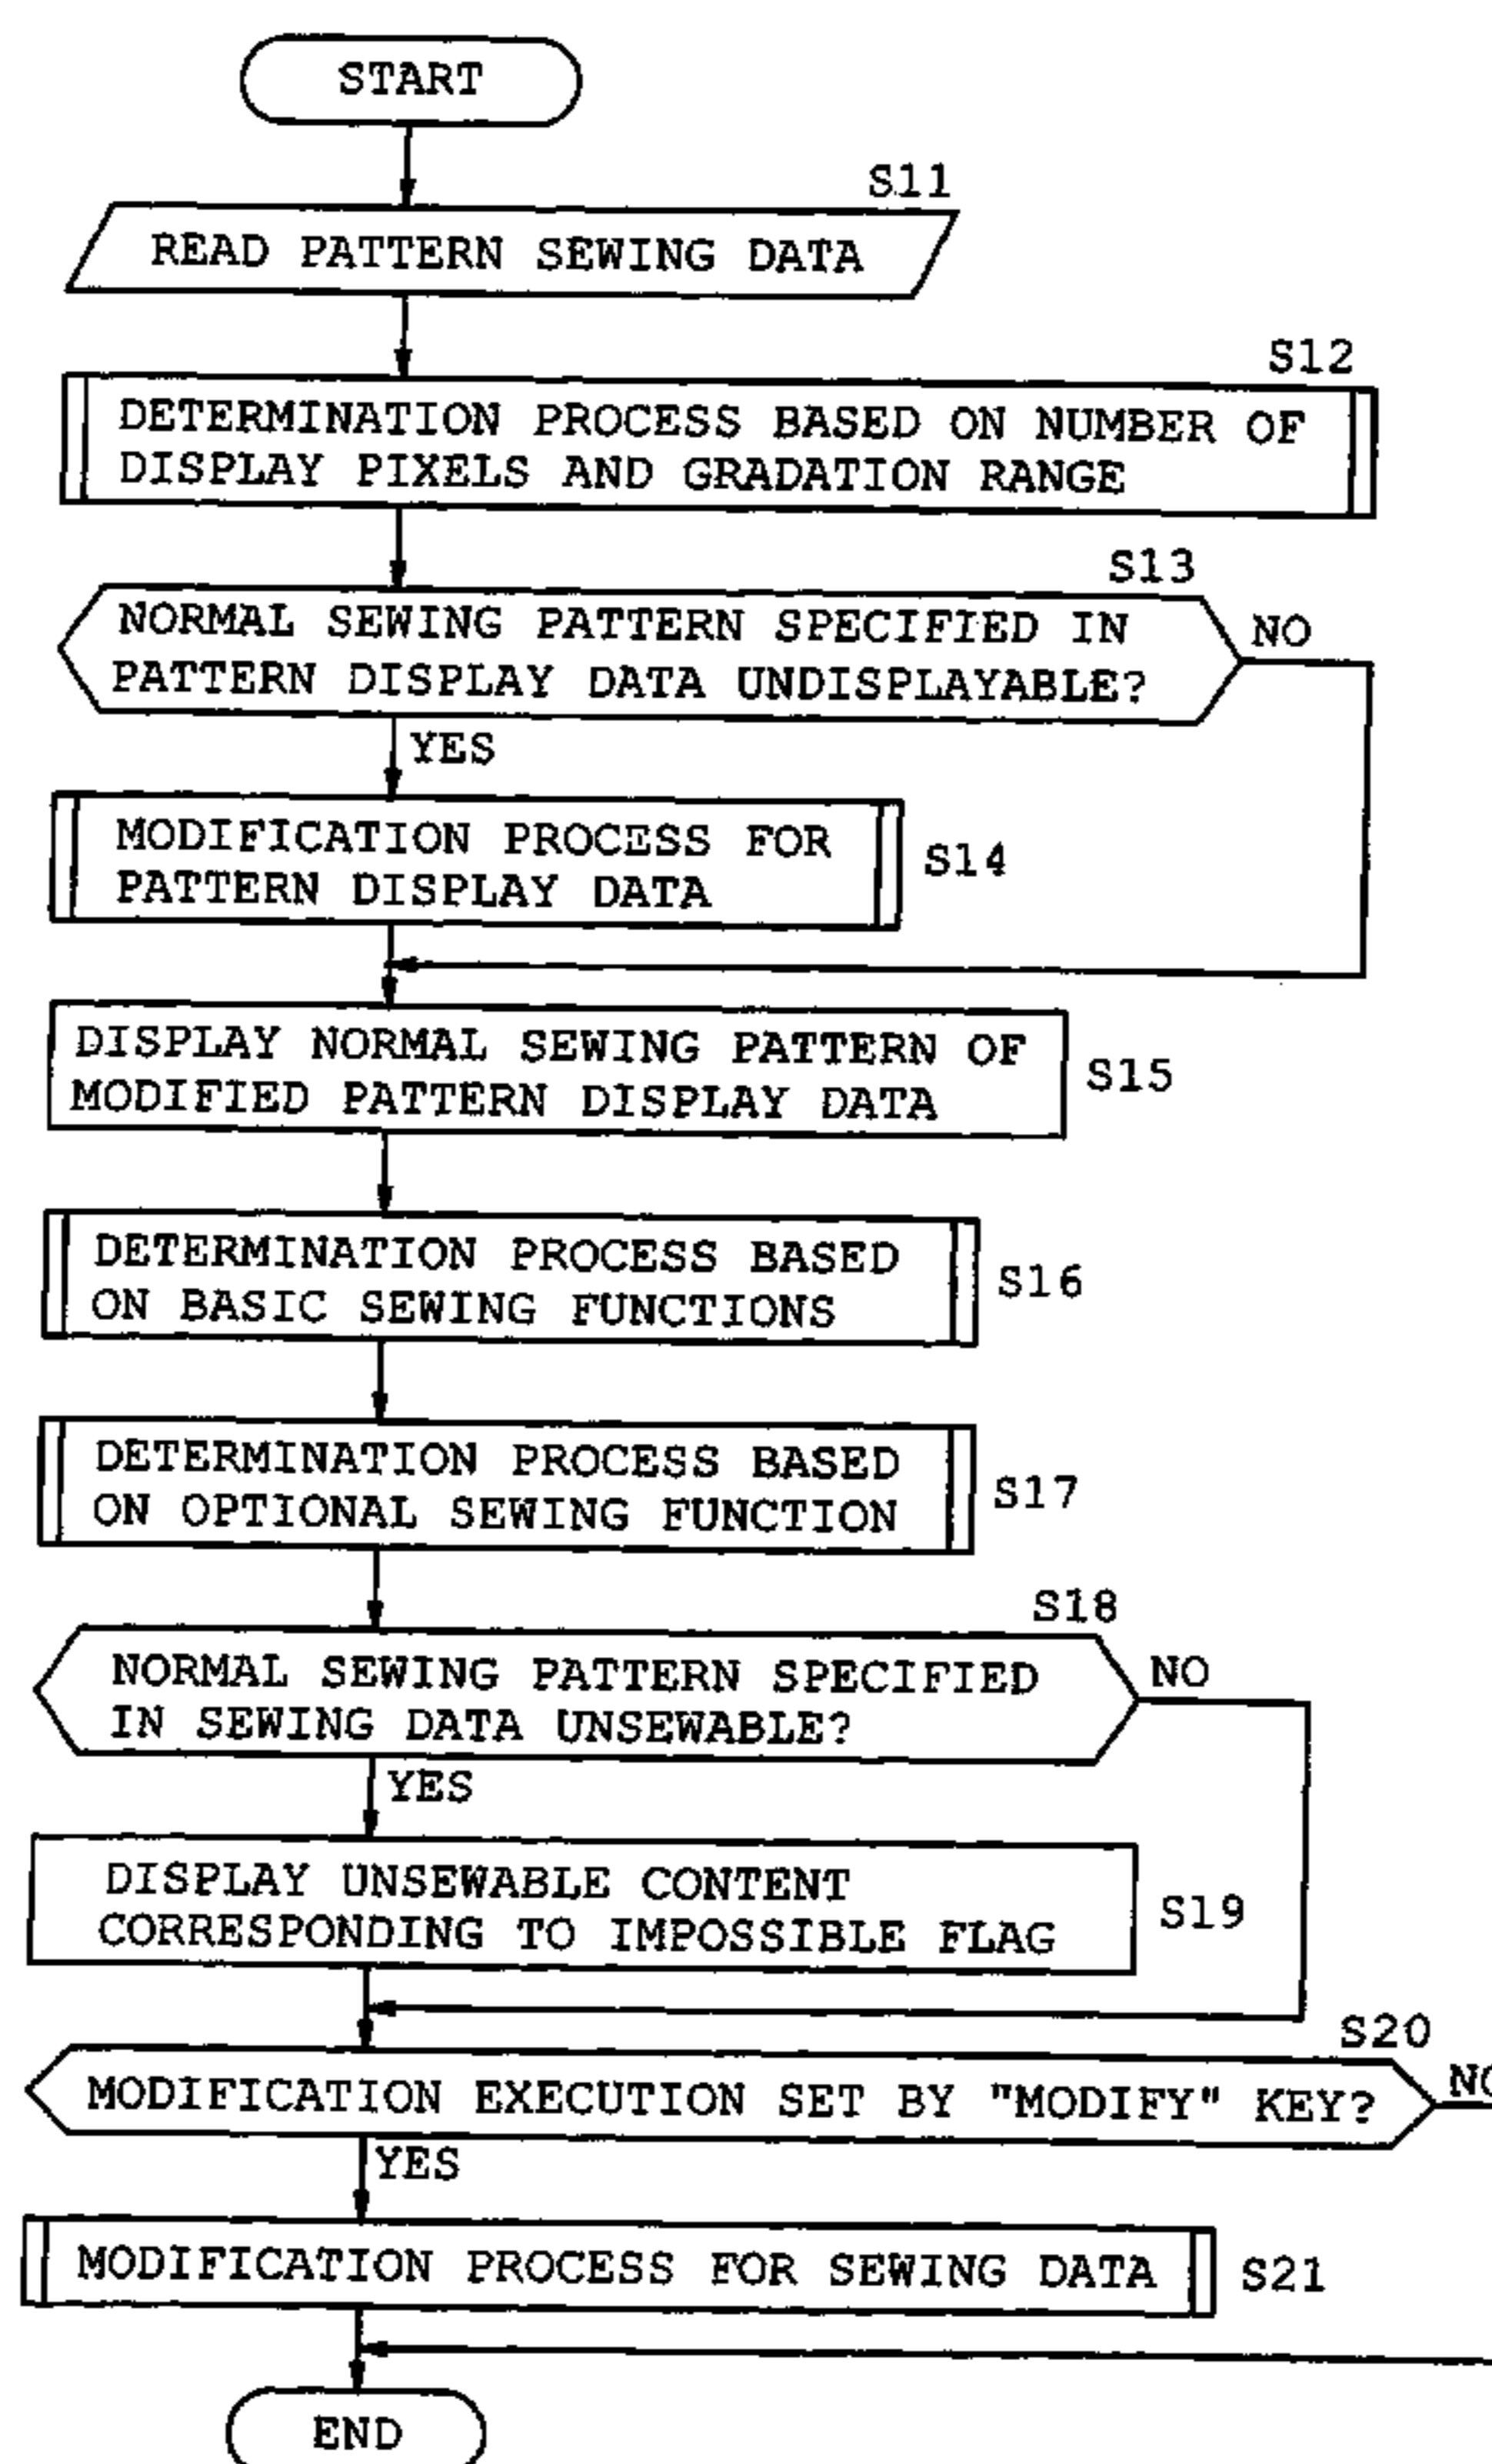 START
S11
READ PATTERN SEWING DATA
S12
DETERMINATION PROCESS BASED ON NUMBER OF
DISPLAY PIXELS AND GRADATION RANGE
S13
NORMAL SEWING PATTERN SPECIFIED IN
PATTERN DISPLAY DATA UNDISPLAYABLE?
NO
YES
MODIFICATION PROCESS FOR
PATTERN DISPLAY DATA
S14
DISPLAY NORMAL SEWING PATTERN OF
MODIFIED PATTERN DISPLAY DATA
S15
DETERMINATION PROCESS BASED
ON BASIC SEWING FUNCTIONS
S16
DETERMINATION PROCESS BASED
ON OPTIONAL SEWING FUNCTION
S17
S18
NORMAL SEWING PATTERN SPECIFIED
IN SEWING DATA UNSEWABLE?
NO
YES
DISPLAY UNSEWABLE CONTENT
CORRESPONDING TO IMPOSSIBLE FLAG
S19
S20
MODIFICATION EXECUTION SET BY "MODIFY" KEY?
NO
YES
MODIFICATION PROCESS FOR SEWING DATA
S21
END